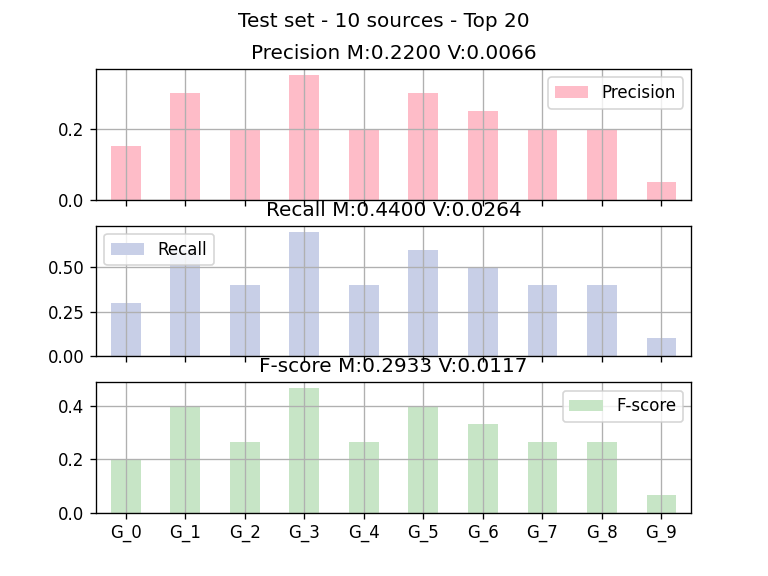 Test set - 10 sources - Top 20
Precision M:0.2200 V:0.0066
Precision
0.2
0.0
Recall M:0.4400 V:0.0264
Recall
0.50
0.25
0.00
F-score M:0.2933 V:0.0117
F-score
0.4
0.2
0.0
G_0 G_1 G_2 G_3 G_4 G_5 G_6 G_7 G_8 G_9